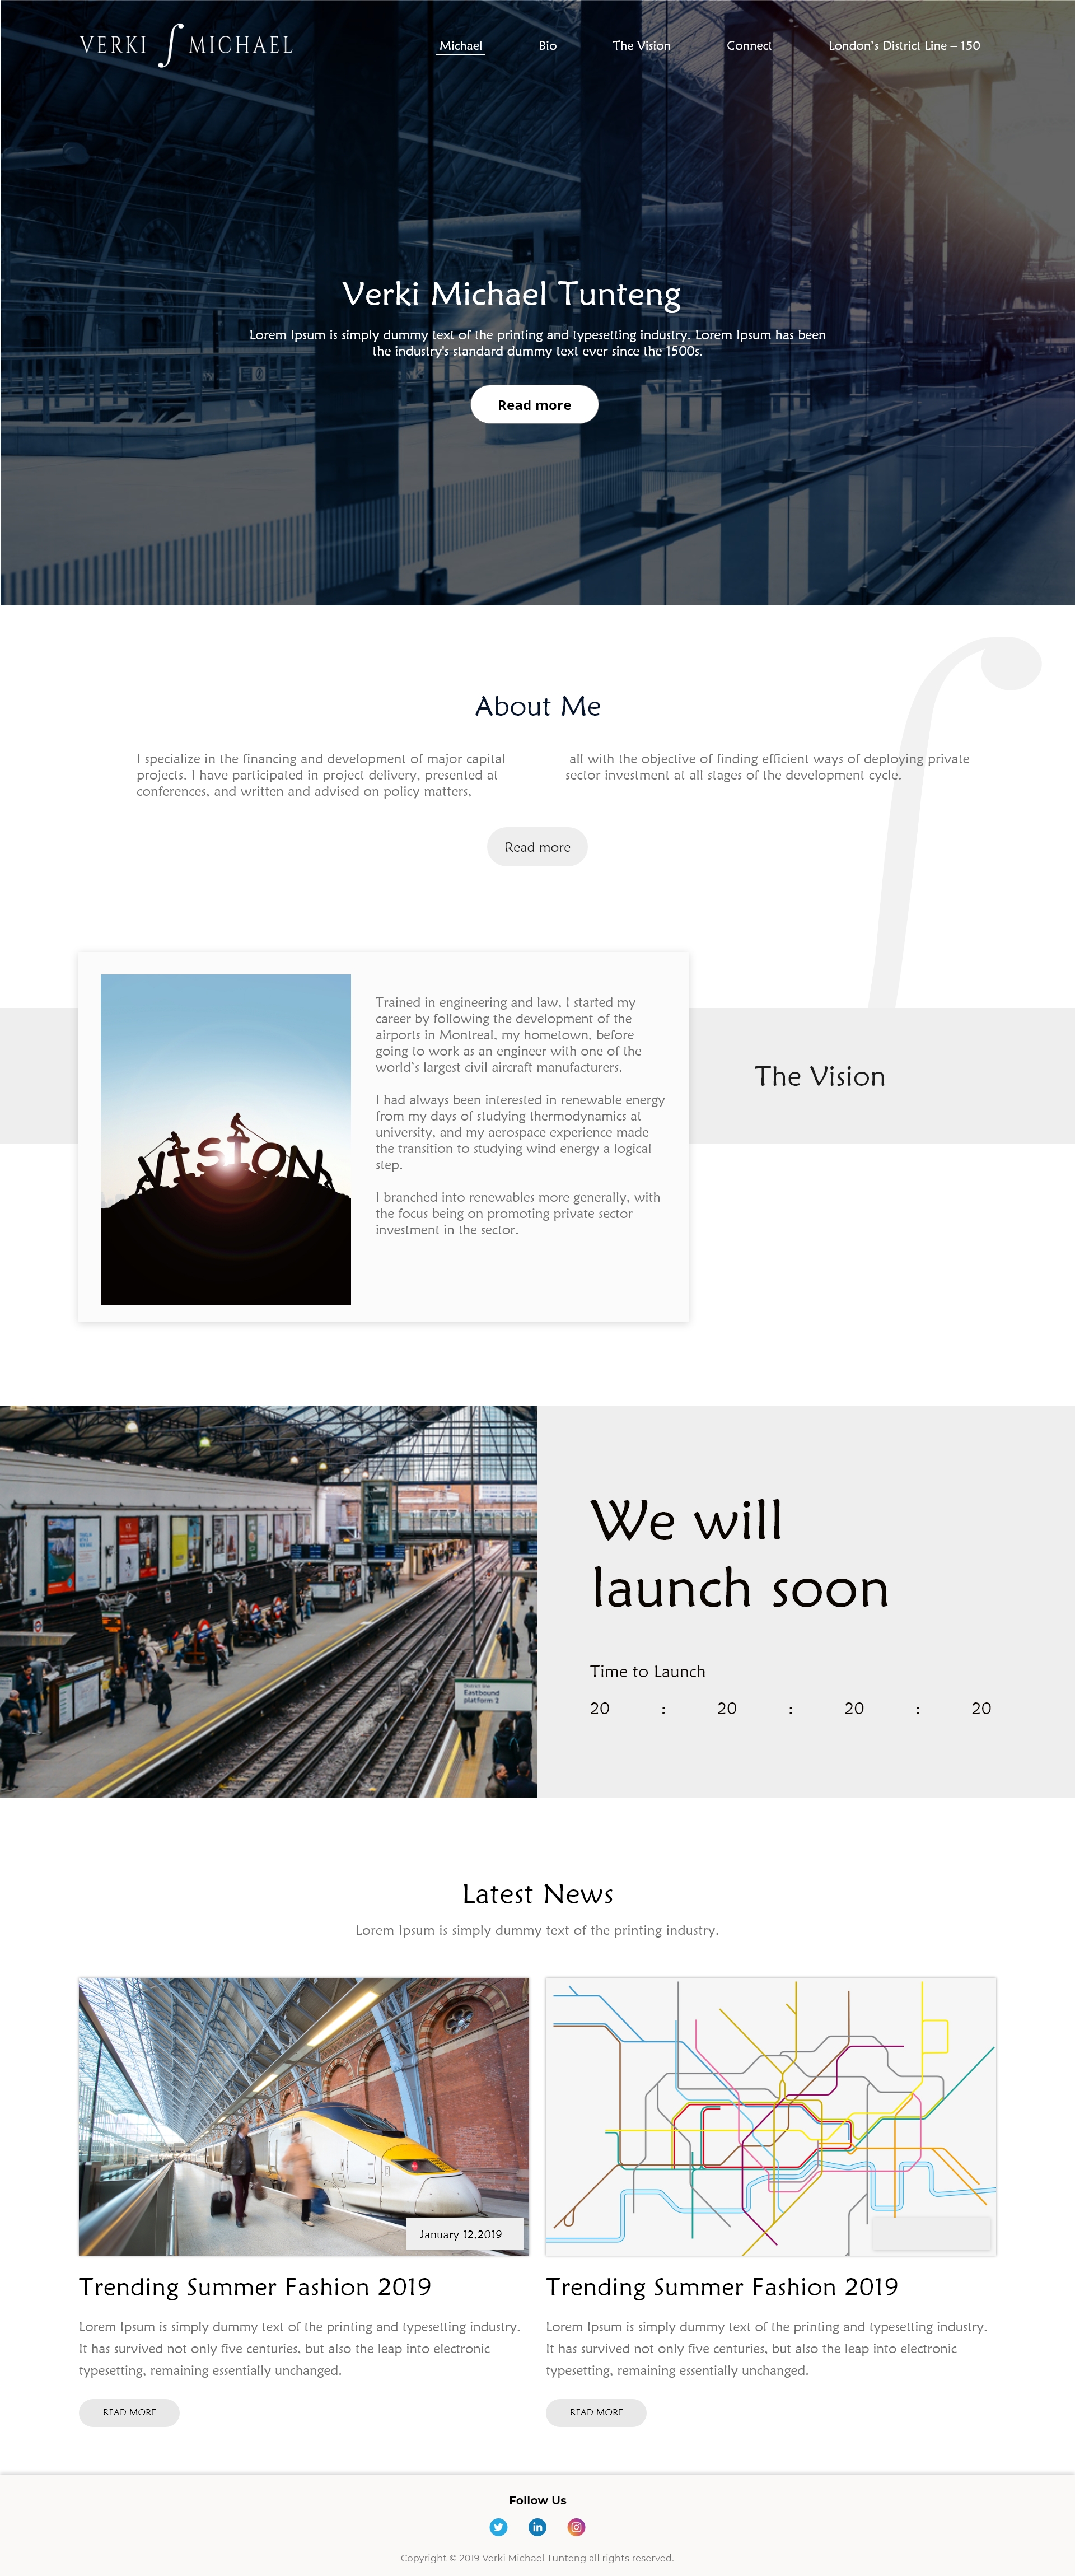 VERKI MICHAEL
Michael
Bio
The Vision
Connect
London's District Line – 150
Verki Michael Tunteng
Lorem Ipsum is simply dummy text of the printing and typesetting industry. Lorem Ipsum has been
the industry's standard dummy text ever since the 1500s.
Read more
About Me
I specialize in the financing and development of major capital
projects. I have participated in project delivery, presented at
conferences, and written and advised on policy matters,
all with the objective of finding efficient ways of deploying private
sector investment at all stages of the development cycle.
Read more
VISION
Trained in engineering and law, I started my
career by following the development of the
airports in Montreal, my hometown, before
going to work as an engineer with one of the
world's largest civil aircraft manufacturers.
I had always been interested in renewable energy
from my days of studying thermodynamics at
university, and my aerospace experience made
the transition to studying wind energy a logical
step.
I branched into renewables more generally, with
the focus being on promoting private sector
investment in the sector.
The Vision
Eastbound
platform 2
We will
launch soon
Time to Launch
20 : 20 : 20 : 20
Latest News
Lorem Ipsum is simply dummy text of the printing industry.
January 12,2019
Trending Summer Fashion 2019
Lorem Ipsum is simply dummy text of the printing and typesetting industry.
It has survived not only five centuries, but also the leap into electronic
typesetting, remaining essentially unchanged.
READ MORE
Trending Summer Fashion 2019
Lorem Ipsum is simply dummy text of the printing and typesetting industry.
It has survived not only five centuries, but also the leap into electronic
typesetting, remaining essentially unchanged.
READ MORE
Follow Us
Copyright © 2019 Verki Michael Tunteng all rights reserved.